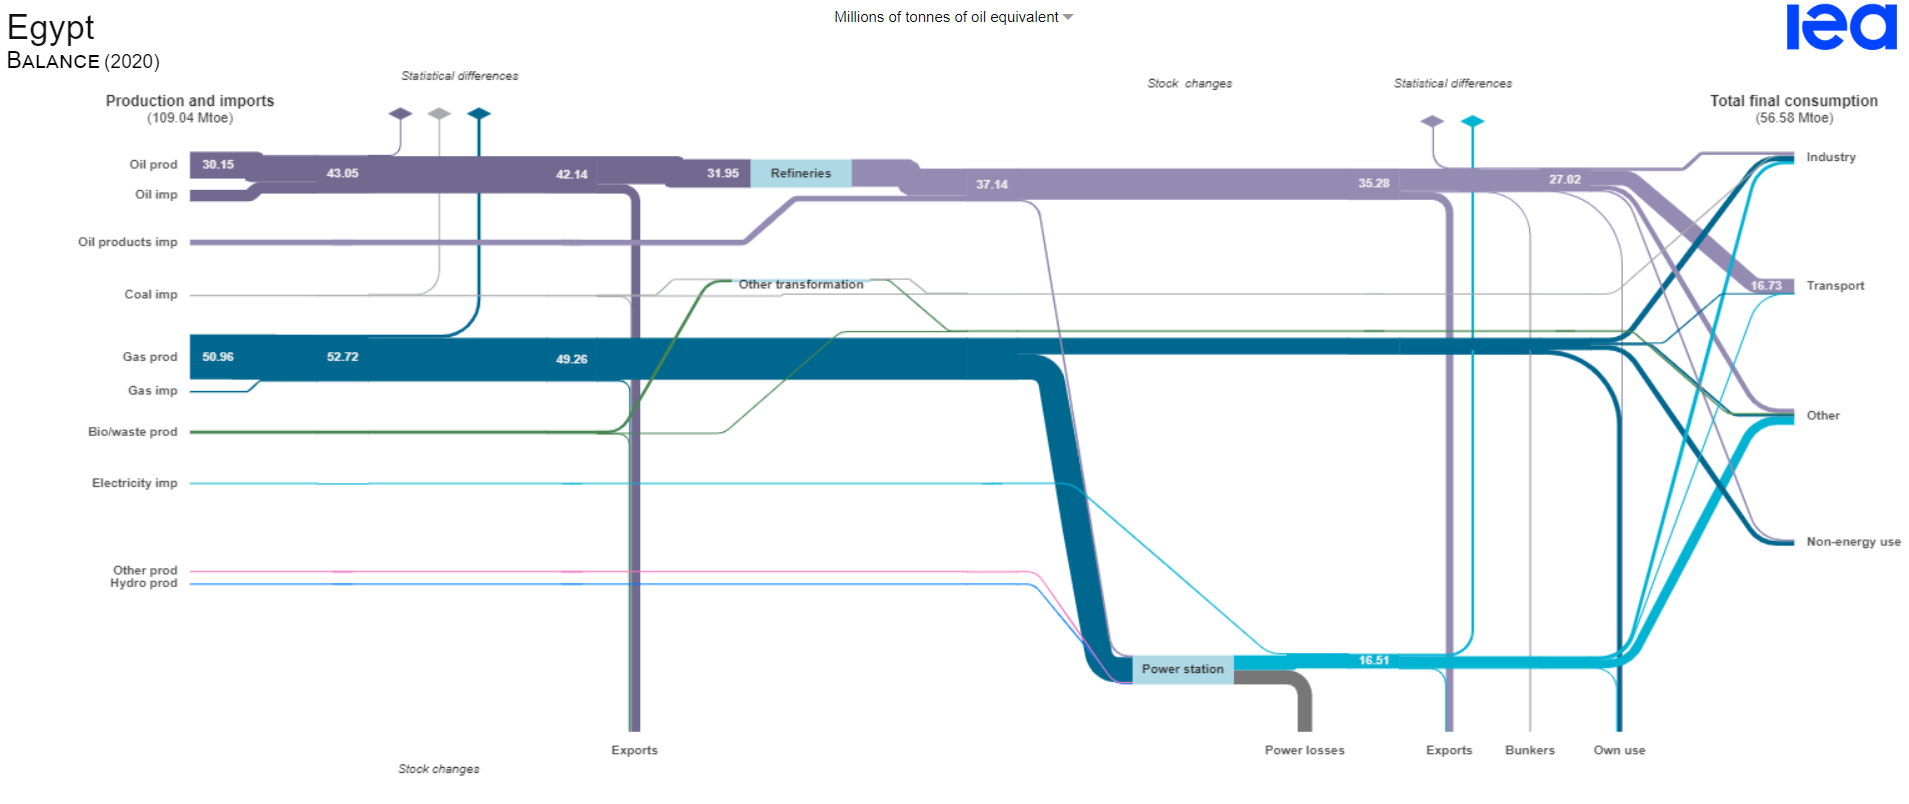 Egypt
BALANCE (2020)
Millions of tonnes of oil equivalent
iea
Statistical differences
Stock changes
Statistical differences
Production and imports
(109.04 Mtoe)
Total final consumption
(56.58 Mtoe)
Oil prod
30.15
43.05
42.14
31.95
Refineries
37.14
35.28
27.02
Industry
Oil imp
Oil products imp
Coal imp
Other transformation
16.73
Transport
Gas prod
50.96
52.72
49.26
Gas imp
Other
Bio/waste prod
Electricity imp
Non-energy use
Other prod
Hydro prod
Power station
16.51
Exports
Power losses
Exports
Bunkers
Own use
Stock changes